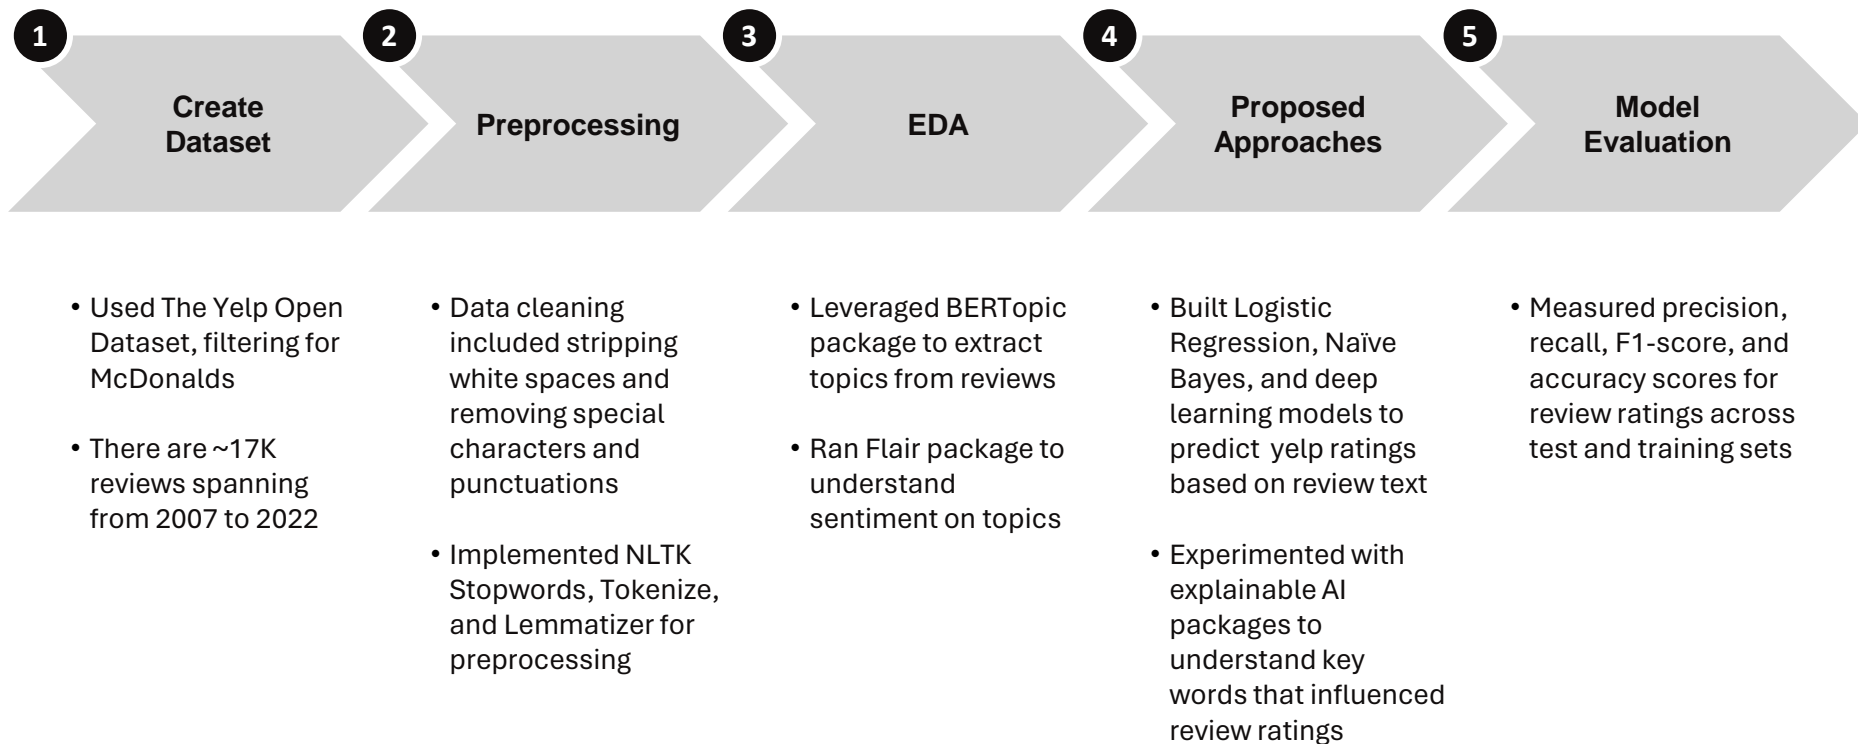 1
Create
Dataset
• Used The Yelp Open
Dataset, filtering for
McDonalds
• There are ~17K
reviews spanning
from 2007 to 2022
2
Preprocessing
• Data cleaning
included stripping
white spaces and
removing special
characters and
punctuations
• Implemented NLTK
Stopwords, Tokenize,
and Lemmatizer for
preprocessing
3
EDA
• Leveraged BERTopic
package to extract
topics from reviews
• Ran Flair package to
understand
sentiment on topics
4
Proposed
Approaches
• Built Logistic
Regression, Naïve
Bayes, and deep
learning models to
predict  yelp ratings
based on review text
• Experimented with
explainable AI
packages to
understand key
words that influenced
review ratings
5
Model
Evaluation
• Measured precision,
recall, F1-score, and
accuracy scores for
review ratings across
test and training sets